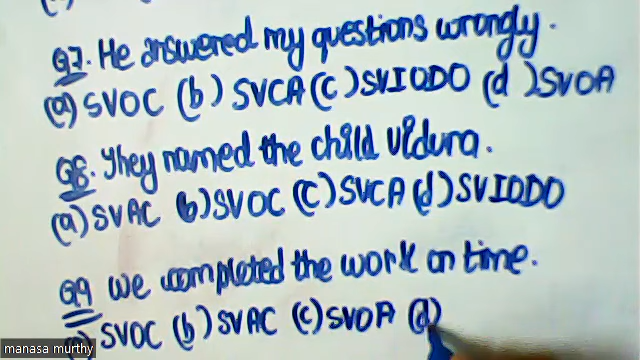 Q7. He answered my questions wrongly.
(a) SVOC (b) SVCA (c) SVIODO (d) SVOA
Q8. They named the child Vidura.
(a) SVAC (b) SVOC (c) SVCA (d) SVIODO
Q9 We completed the work on time.
(a) SVOC (b) SVAC (c) SVOA (d)
manasa murthy